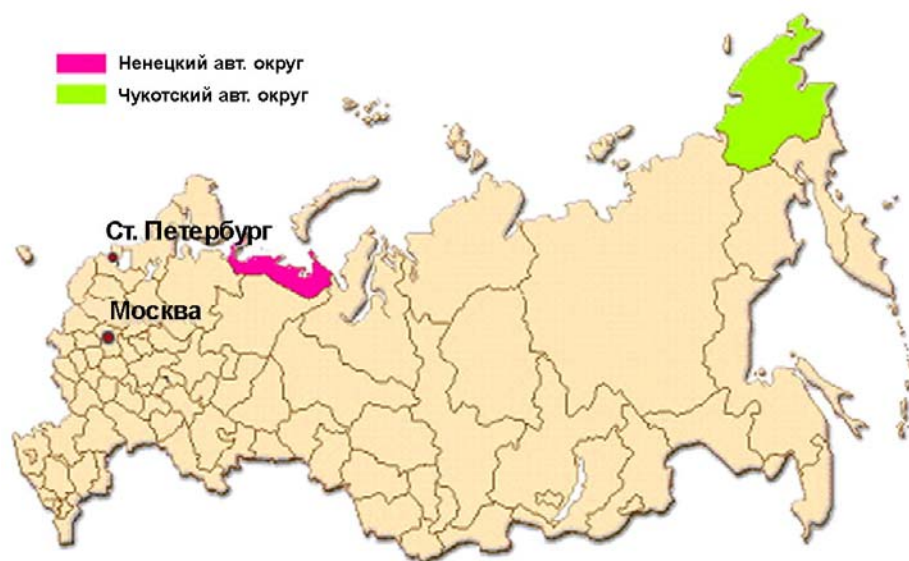 Ненецкий авт. округ
Чукотский авт. округ
Ст. Петербург
Москва